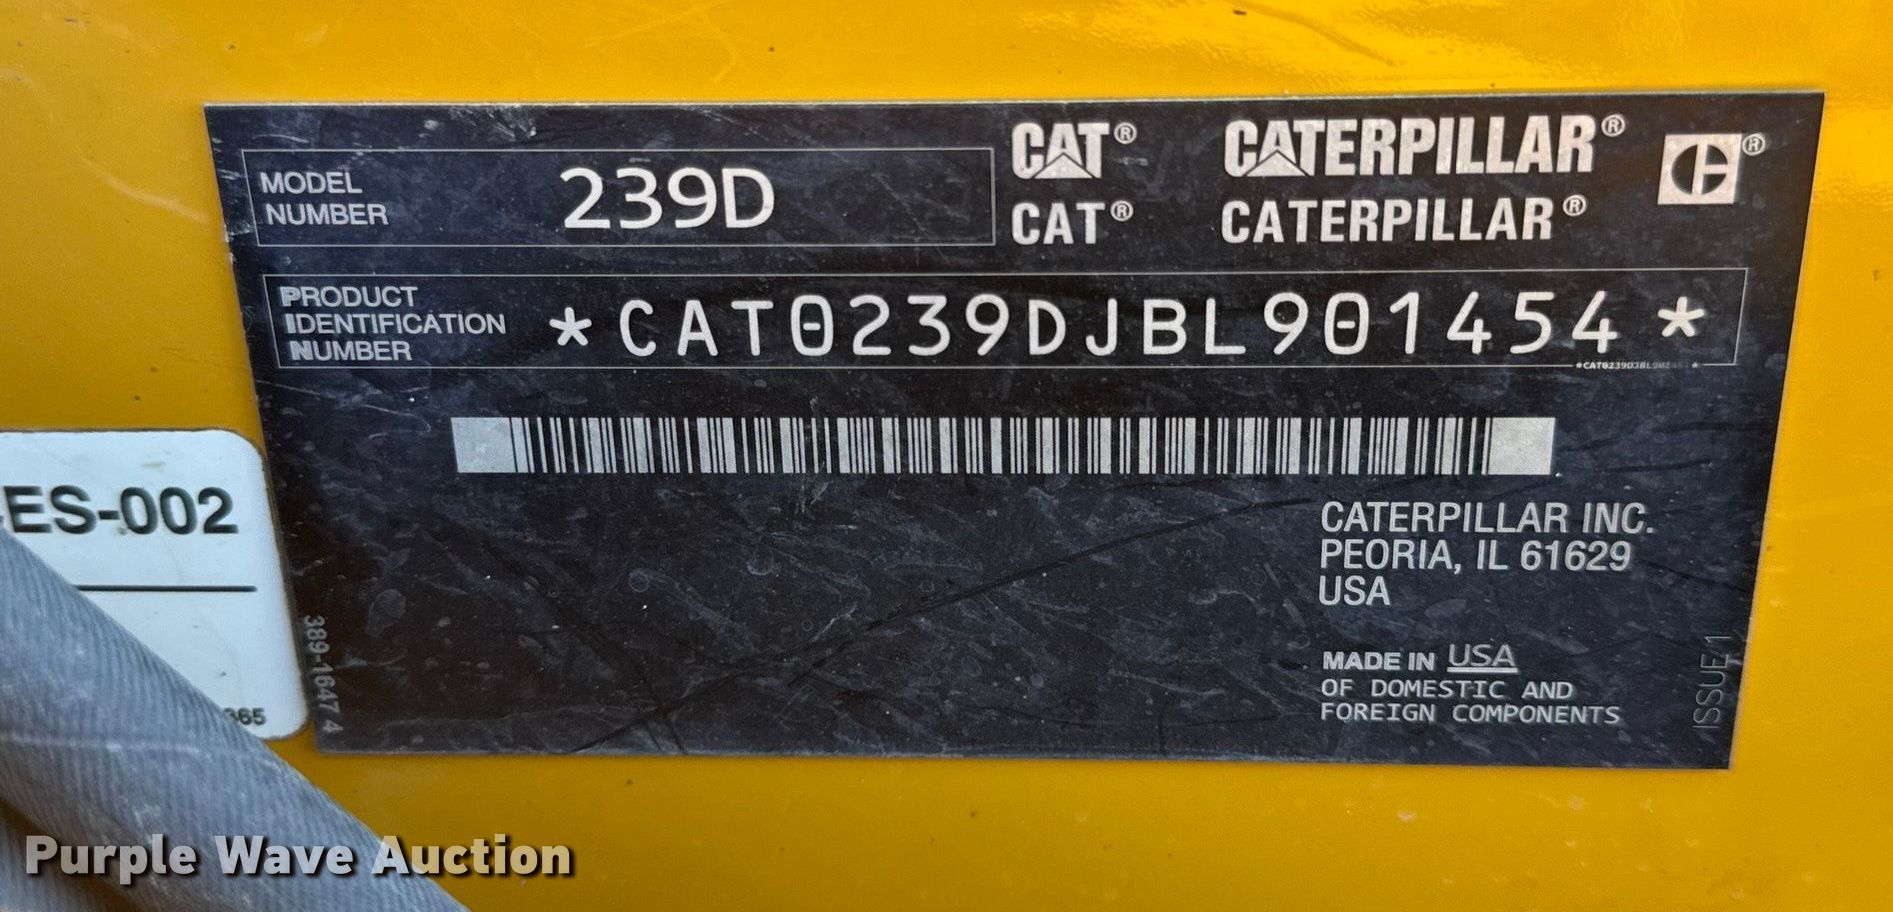 MODEL
NUMBER
239D
CAT® CATERPILLAR® ®
CAT® CATERPILLAR®
PRODUCT
IDENTIFICATION
NUMBER
*CAT0239DJBL901454*
CATERPILLAR INC.
PEORIA, IL 61629
USA
MADE IN USA
OF DOMESTIC AND
FOREIGN COMPONENTS
389-1647 4
ISSUE 1
ES-002
365
Purple Wave Auction